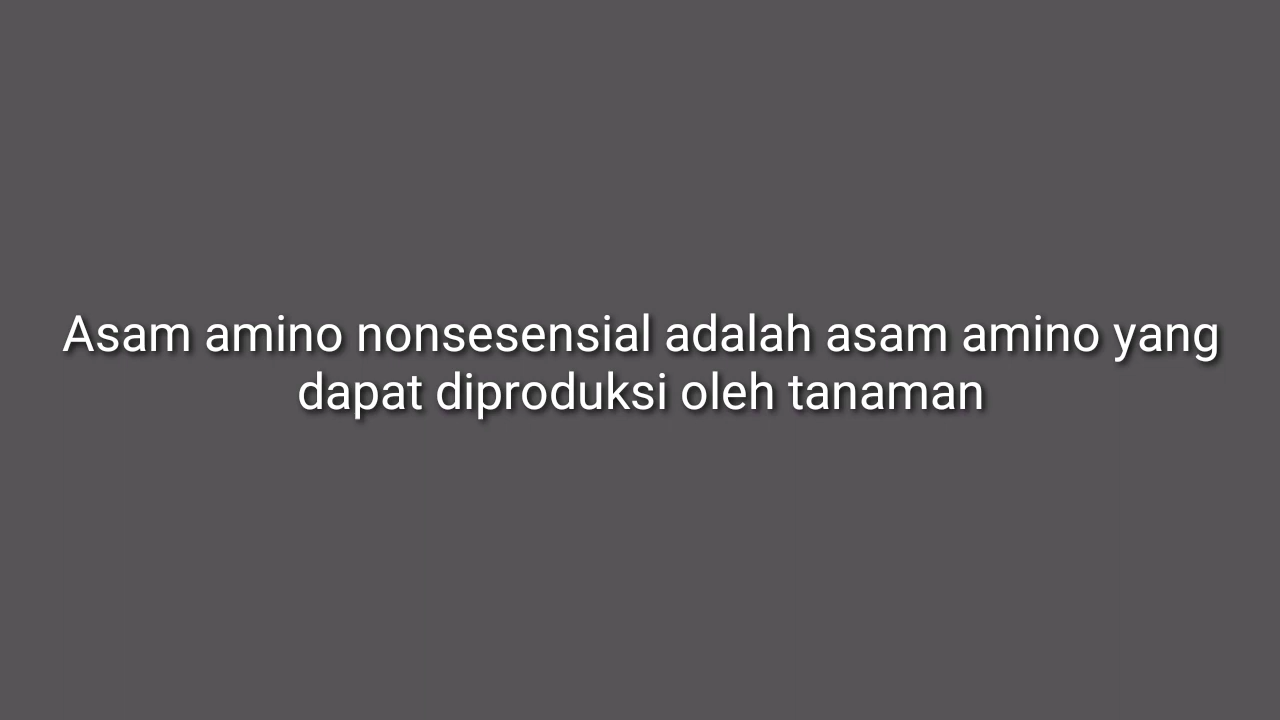 Asam amino nonsesensial adalah asam amino yang
dapat diproduksi oleh tanaman